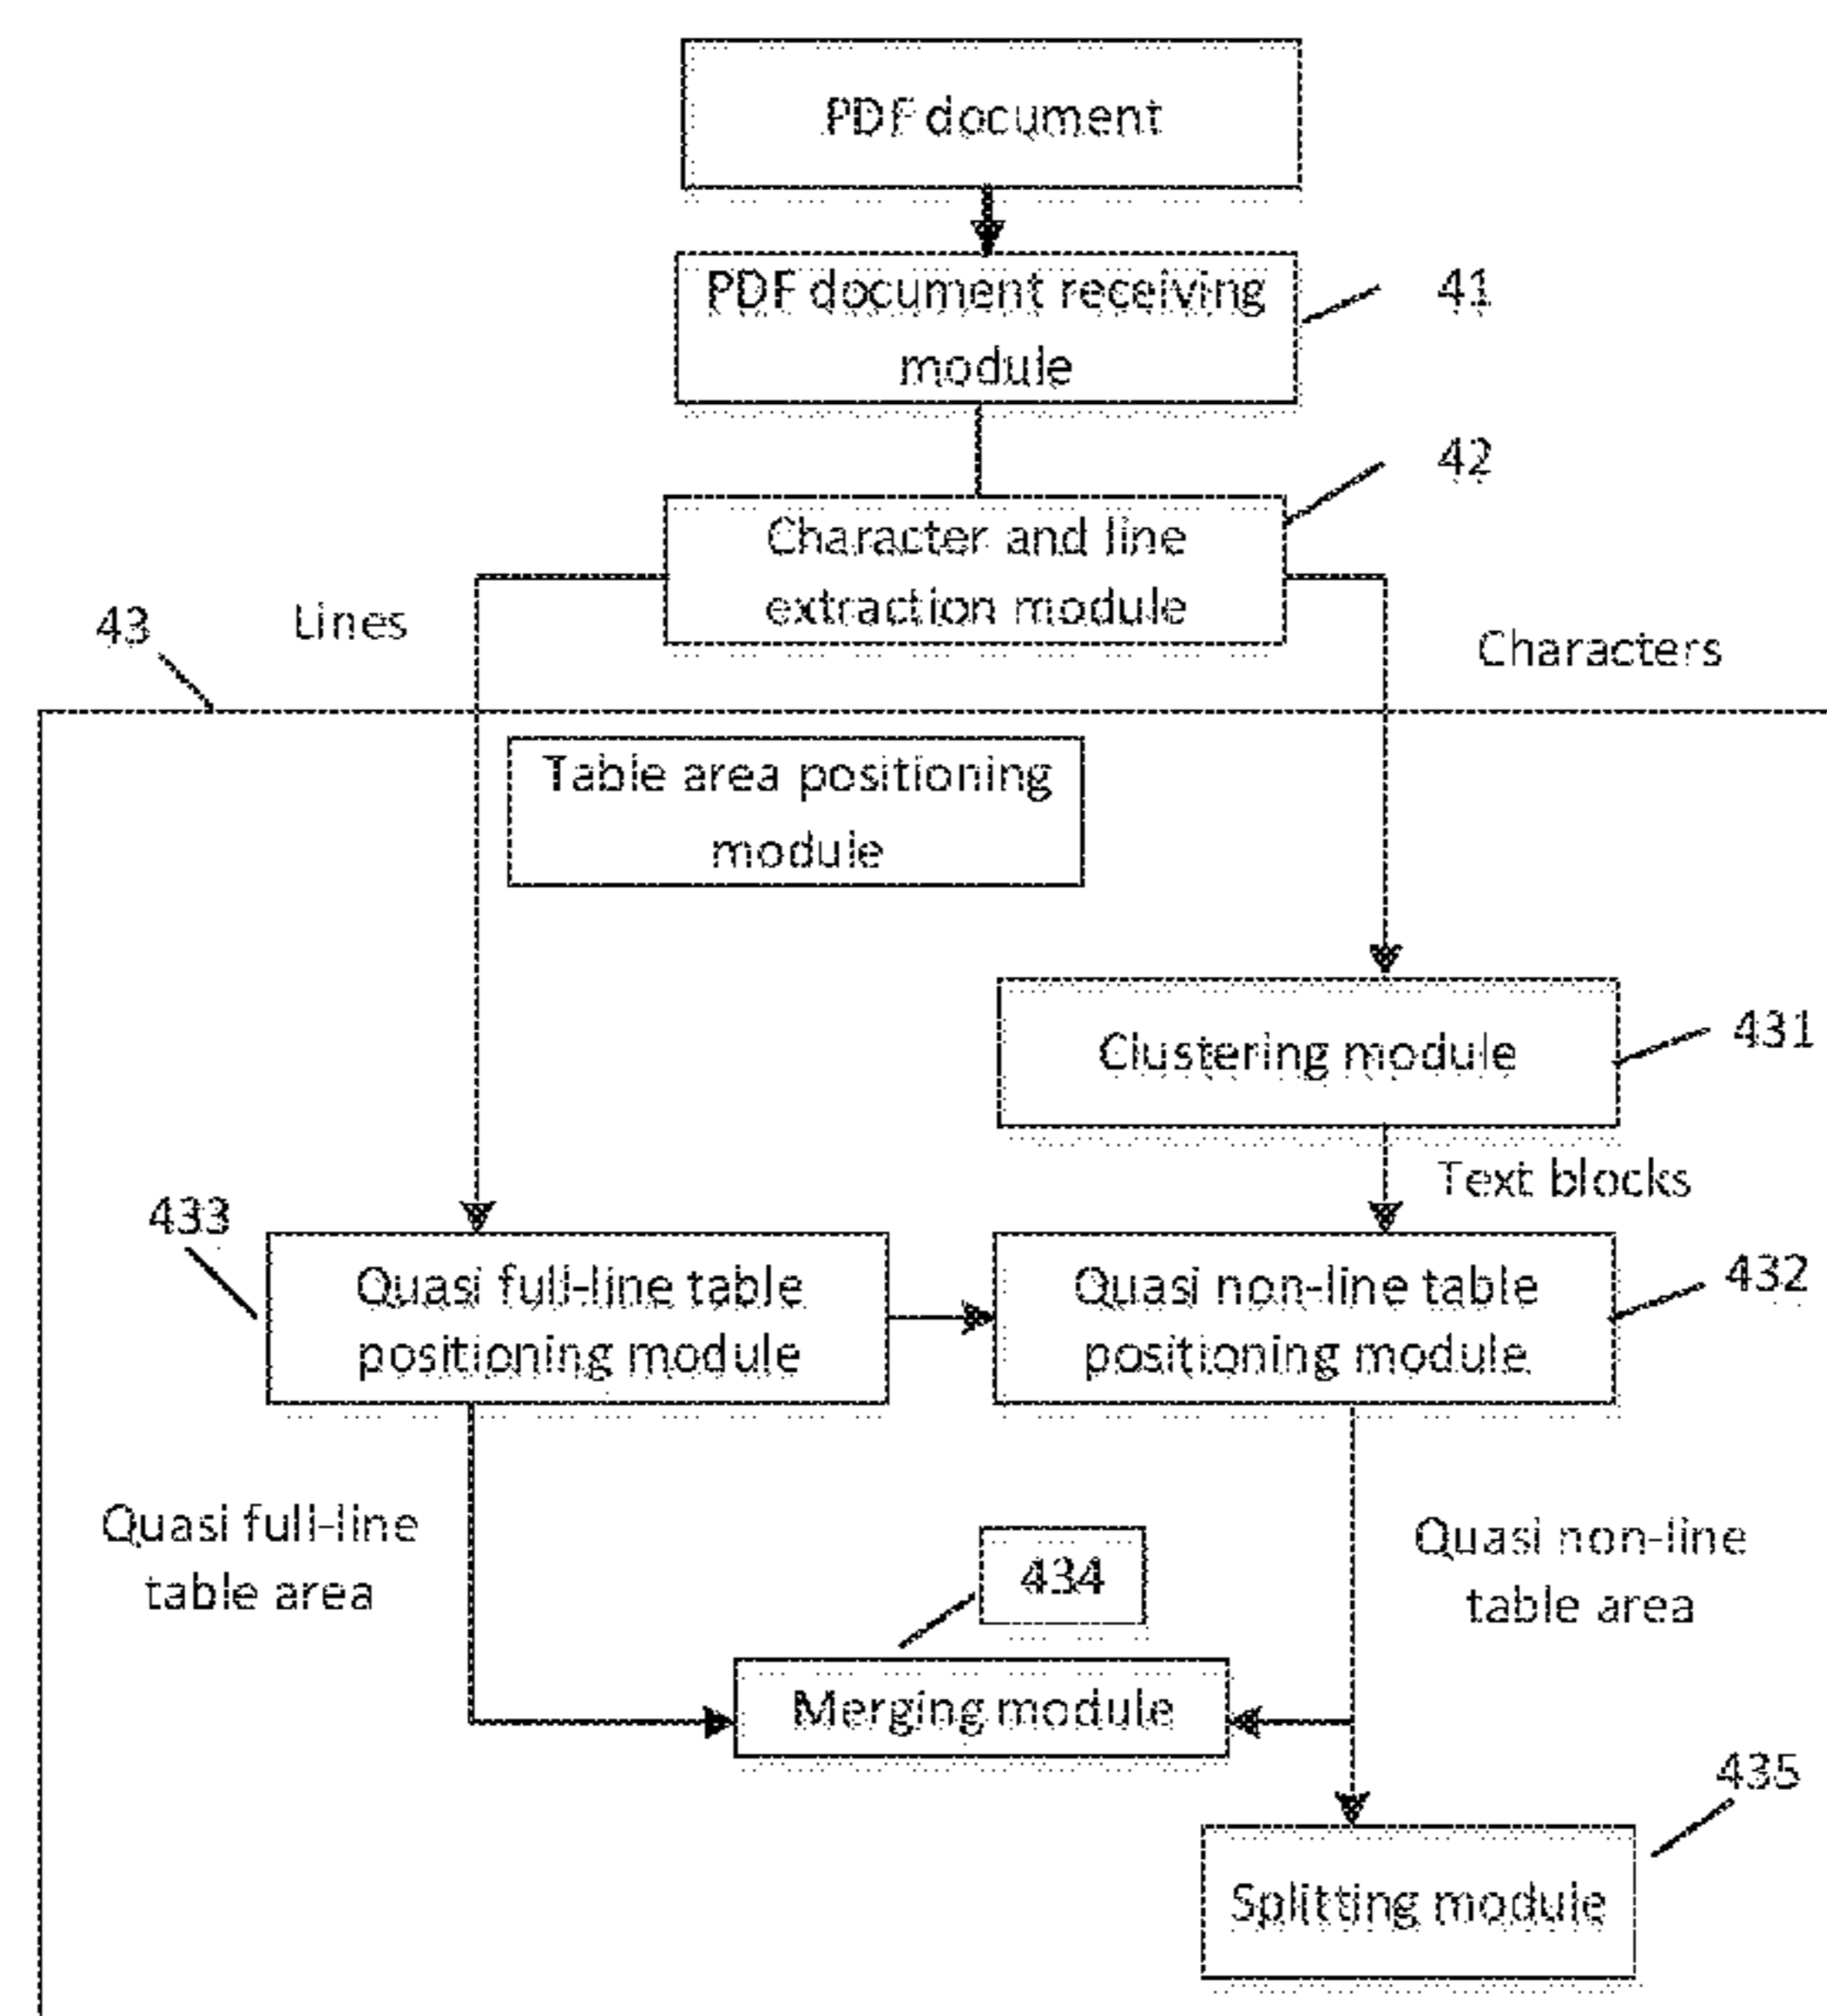 PDF document
PDF document receiving
module
41
42
Character and line
extraction module
43
Lines
Characters
Table area positioning
module
Clustering module
431
Text blocks
433
Quasi full-line table
positioning module
Quasi non-line table
positioning module
432
Quasi full-line
table area
434
Quasi non-line
table area
Merging module
435
Splitting module